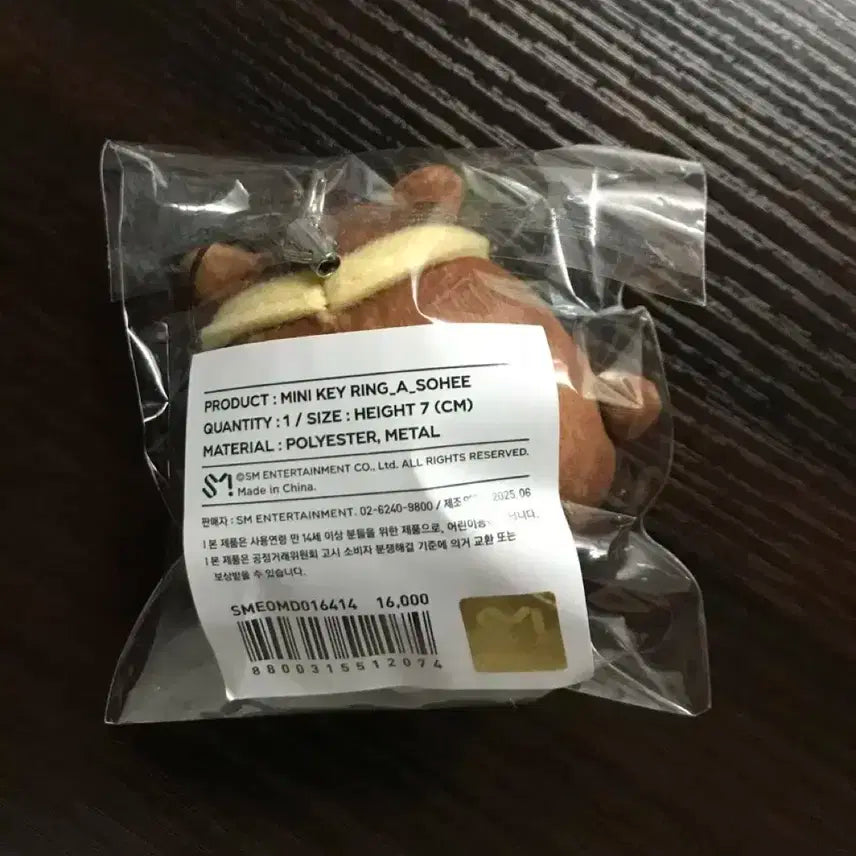 PRODUCT : MINI KEY RING_A_SOHEE
QUANTITY : 1 / SIZE : HEIGHT 7 (CM)
MATERIAL : POLYESTER, METAL
SM ©SM ENTERTAINMENT CO., Ltd. ALL RIGHTS RESERVED.
Made in China.
판매자 : SM ENTERTAINMENT. 02-6240-9800 / 2025.06
| 본 제품은 사용연령 만 14세 이상 분들을 위한 제품으로,
| 본 제품은 공정거래위원회 고시 소비자 분쟁해결 기준에 의거 교환 또는
보상받을 수 있습니다.
SMEOMD016414 16,000
8800315512074
SM